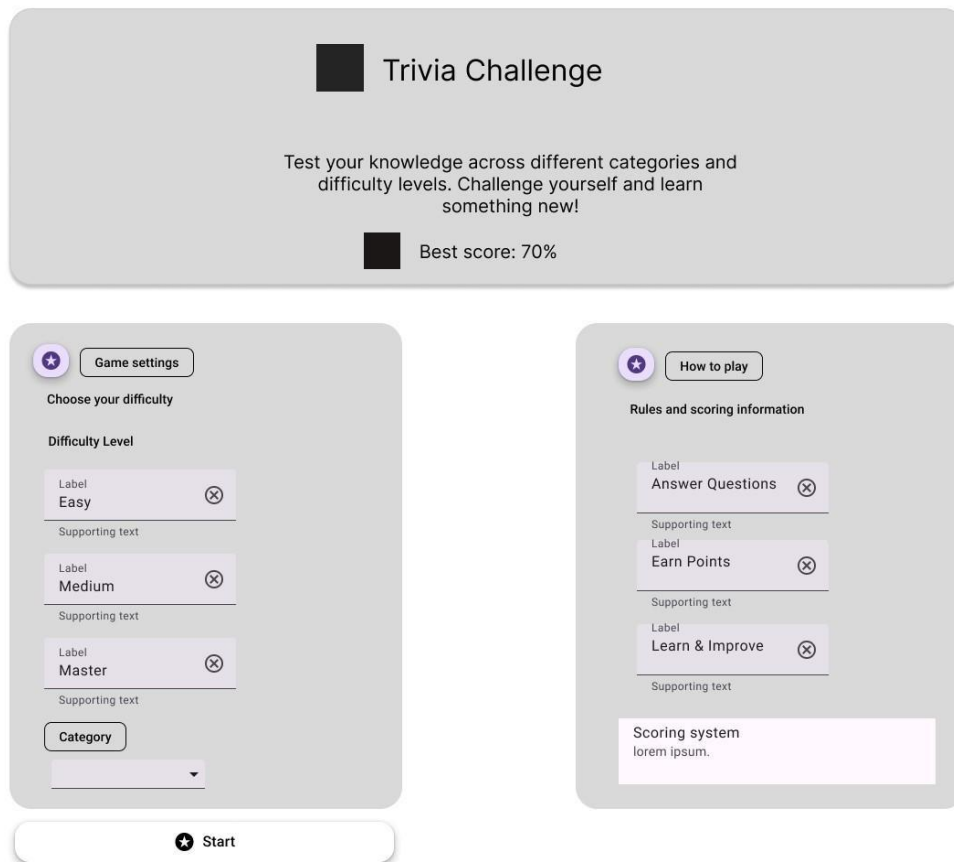 Trivia Challenge
Test your knowledge across different categories and
difficulty levels. Challenge yourself and learn
something new!
Best score: 70%
Game settings
Choose your difficulty
Difficulty Level
Label
Easy
Supporting text
Label
Medium
Supporting text
Label
Master
Supporting text
Category
Start
How to play
Rules and scoring information
Label
Answer Questions
Supporting text
Label
Earn Points
Supporting text
Label
Learn & Improve
Supporting text
Scoring system
lorem ipsum.